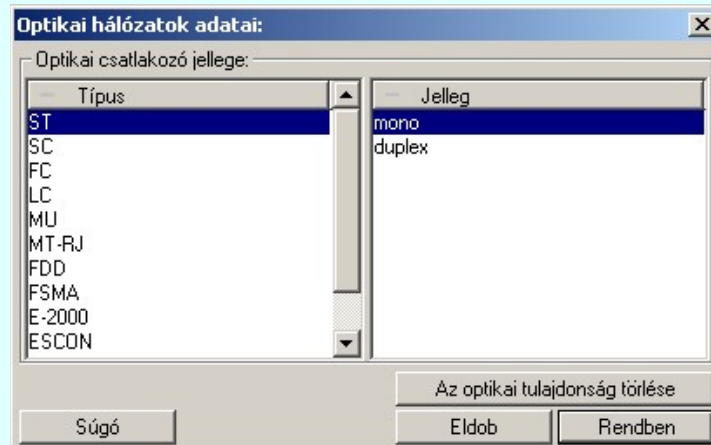 Optikai hálózatok adatai:
Optikai csatlakozó jellege:
Típus
ST
SC
FC
LC
MU
MT-RJ
FDD
FSMA
E-2000
ESCON
Jelleg
mono
duplex
Az optikai tulajdonság törlése
Súgó
Eldob
Rendben